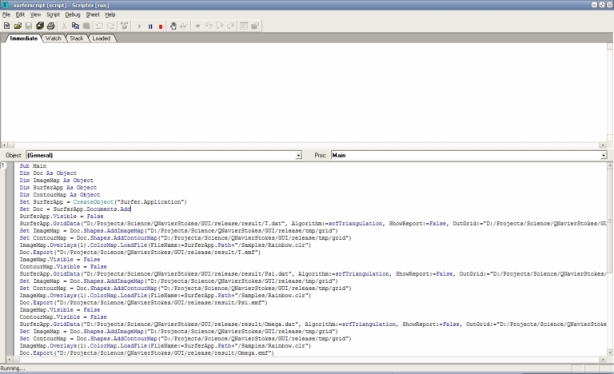 surferscript [script] - Scripter [run]
File Edit View Script Debug Sheet Help
Immediate Watch Stack Loaded
Object: (General) Proc: Main
1
Sub Main
Dim Doc As Object
Dim ImageMap As Object
Dim SurferApp As Object
Dim ContourMap As Object
Set SurferApp = CreateObject("Surfer.Application")
Set Doc = SurferApp.Documents.Add
SurferApp.Visible = False
SurferApp.GridData("D:/Projects/Science/QNavierStokes/GUI/release/result/T.dat", Algorithm:=srfTriangulation, ShowReport:=False, OutGrid:="D:/Projects/Science/QNavierStokes/GU
Set ImageMap = Doc.Shapes.AddImageMap("D:/Projects/Science/QNavierStokes/GUI/release/tmp/grid")
Set ContourMap = Doc.Shapes.AddContourMap("D:/Projects/Science/QNavierStokes/GUI/release/tmp/grid")
ImageMap.Overlays(1).ColorMap.LoadFile(FileName:=SurferApp.Path+"/Samples/Rainbow.clr")
Doc.Export("D:/Projects/Science/QNavierStokes/GUI/release/result/T.emf")
ImageMap.Visible = False
ContourMap.Visible = False
SurferApp.GridData("D:/Projects/Science/QNavierStokes/GUI/release/result/Psi.dat", Algorithm:=srfTriangulation, ShowReport:=False, OutGrid:="D:/Projects/Science/QNavierStokes/
Set ImageMap = Doc.Shapes.AddImageMap("D:/Projects/Science/QNavierStokes/GUI/release/tmp/grid")
Set ContourMap = Doc.Shapes.AddContourMap("D:/Projects/Science/QNavierStokes/GUI/release/tmp/grid")
ImageMap.Overlays(1).ColorMap.LoadFile(FileName:=SurferApp.Path+"/Samples/Rainbow.clr")
Doc.Export("D:/Projects/Science/QNavierStokes/GUI/release/result/Psi.emf")
ImageMap.Visible = False
ContourMap.Visible = False
SurferApp.GridData("D:/Projects/Science/QNavierStokes/GUI/release/result/Omega.dat", Algorithm:=srfTriangulation, ShowReport:=False, OutGrid:="D:/Projects/Science/QNavierStoke
Set ImageMap = Doc.Shapes.AddImageMap("D:/Projects/Science/QNavierStokes/GUI/release/tmp/grid")
Set ContourMap = Doc.Shapes.AddContourMap("D:/Projects/Science/QNavierStokes/GUI/release/tmp/grid")
ImageMap.Overlays(1).ColorMap.LoadFile(FileName:=SurferApp.Path+"/Samples/Rainbow.clr")
Doc.Export("D:/Projects/Science/QNavierStokes/GUI/release/result/Omega.emf")
Running...